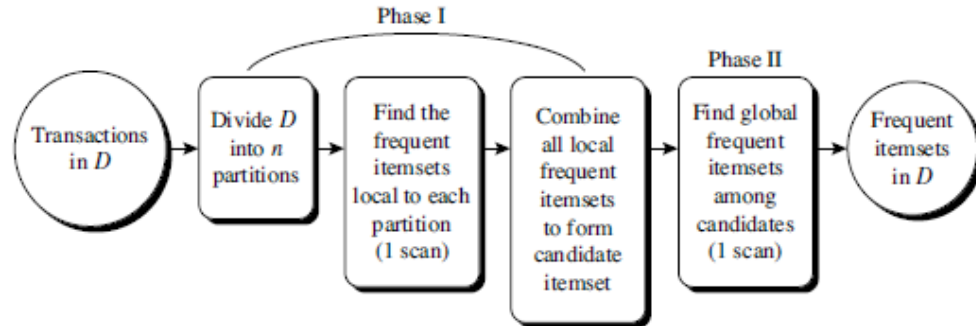 Phase I
Transactions
in D
Divide D
into n
partitions
Find the
frequent
itemsets
local to each
partition
(1 scan)
Combine
all local
frequent
itemsets
to form
candidate
itemset
Phase II
Find global
frequent
itemsets
among
candidates
(1 scan)
Frequent
itemsets
in D